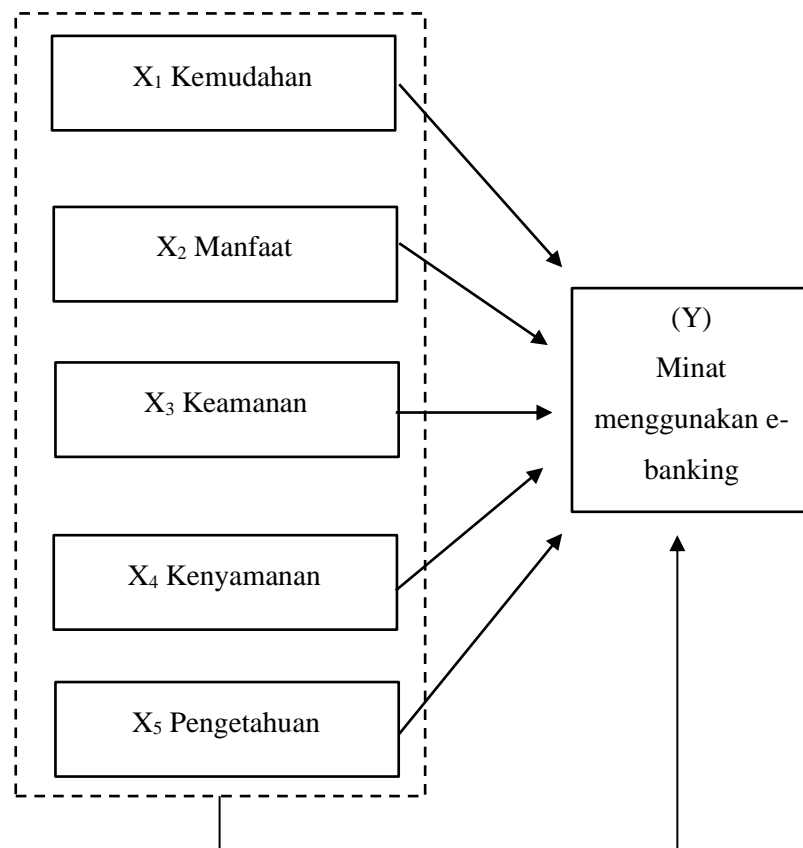 X₁ Kemudahan
X₂ Manfaat
X₃ Keamanan
X₄ Kenyamanan
X₅ Pengetahuan
(Y)
Minat
menggunakan e-
banking